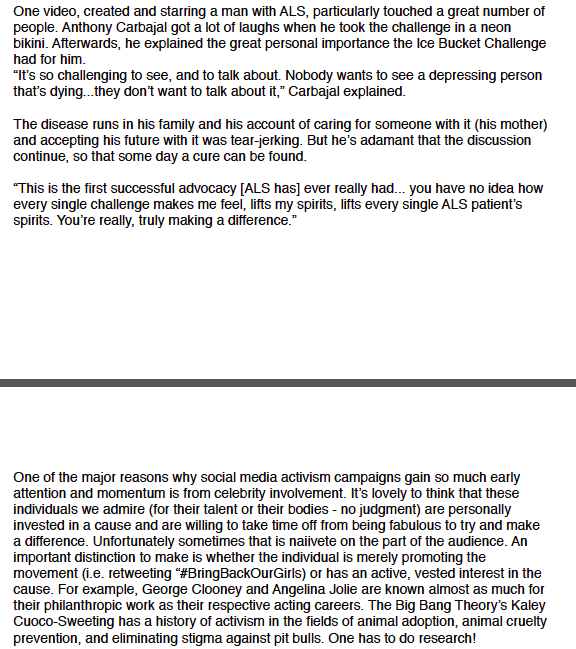 One video, created and starring a man with ALS, particularly touched a great number of
people. Anthony Carbajal got a lot of laughs when he took the challenge in a neon
bikini. Afterwards, he explained the great personal importance the Ice Bucket Challenge
had for him.
“It’s so challenging to see, and to talk about. Nobody wants to see a depressing person
that’s dying...they don’t want to talk about it,” Carbajal explained.
The disease runs in his family and his account of caring for someone with it (his mother)
and accepting his future with it was tear-jerking. But he’s adamant that the discussion
continue, so that some day a cure can be found.
“This is the first successful advocacy [ALS has] ever really had... you have no idea how
every single challenge makes me feel, lifts my spirits, lifts every single ALS patient’s
spirits. You’re really, truly making a difference.”
One of the major reasons why social media activism campaigns gain so much early
attention and momentum is from celebrity involvement. It’s lovely to think that these
individuals we admire (for their talent or their bodies - no judgment) are personally
invested in a cause and are willing to take time off from being fabulous to try and make
a difference. Unfortunately sometimes that is naiivete on the part of the audience. An
important distinction to make is whether the individual is merely promoting the
movement (i.e. retweeting “#BringBackOurGirls) or has an active, vested interest in the
cause. For example, George Clooney and Angelina Jolie are known almost as much for
their philanthropic work as their respective acting careers. The Big Bang Theory’s Kaley
Cuoco-Sweeting has a history of activism in the fields of animal adoption, animal cruelty
prevention, and eliminating stigma against pit bulls. One has to do research!